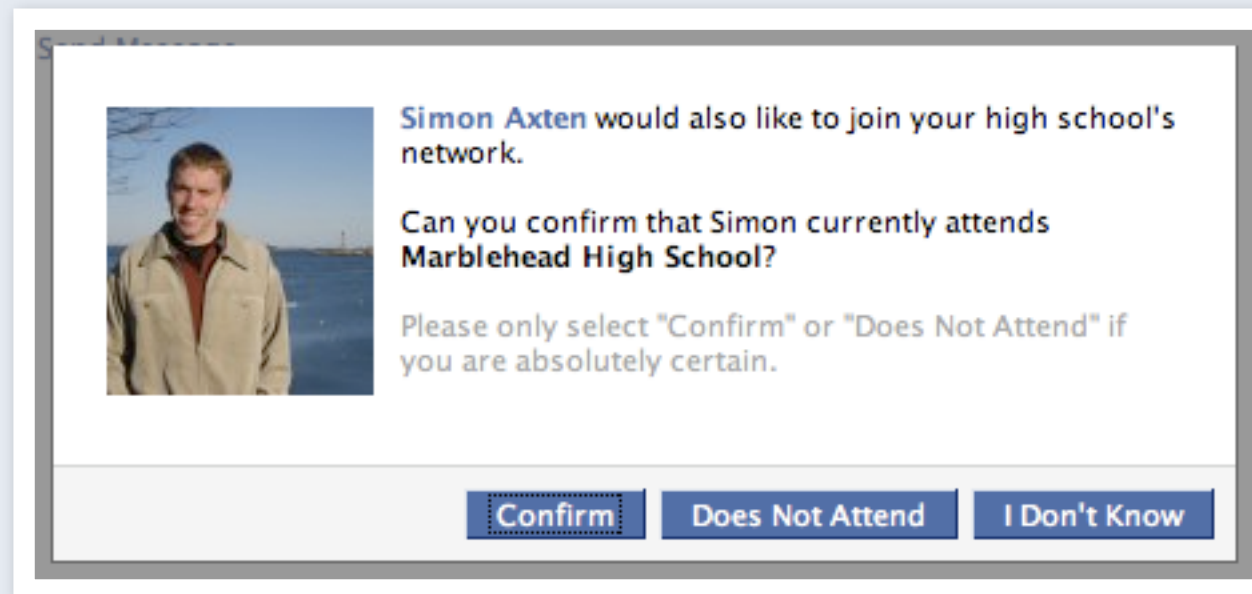 Send Message
Simon Axten would also like to join your high school's
network.
Can you confirm that Simon currently attends
Marblehead High School?
Please only select "Confirm" or "Does Not Attend" if
you are absolutely certain.
Confirm Does Not Attend I Don't Know